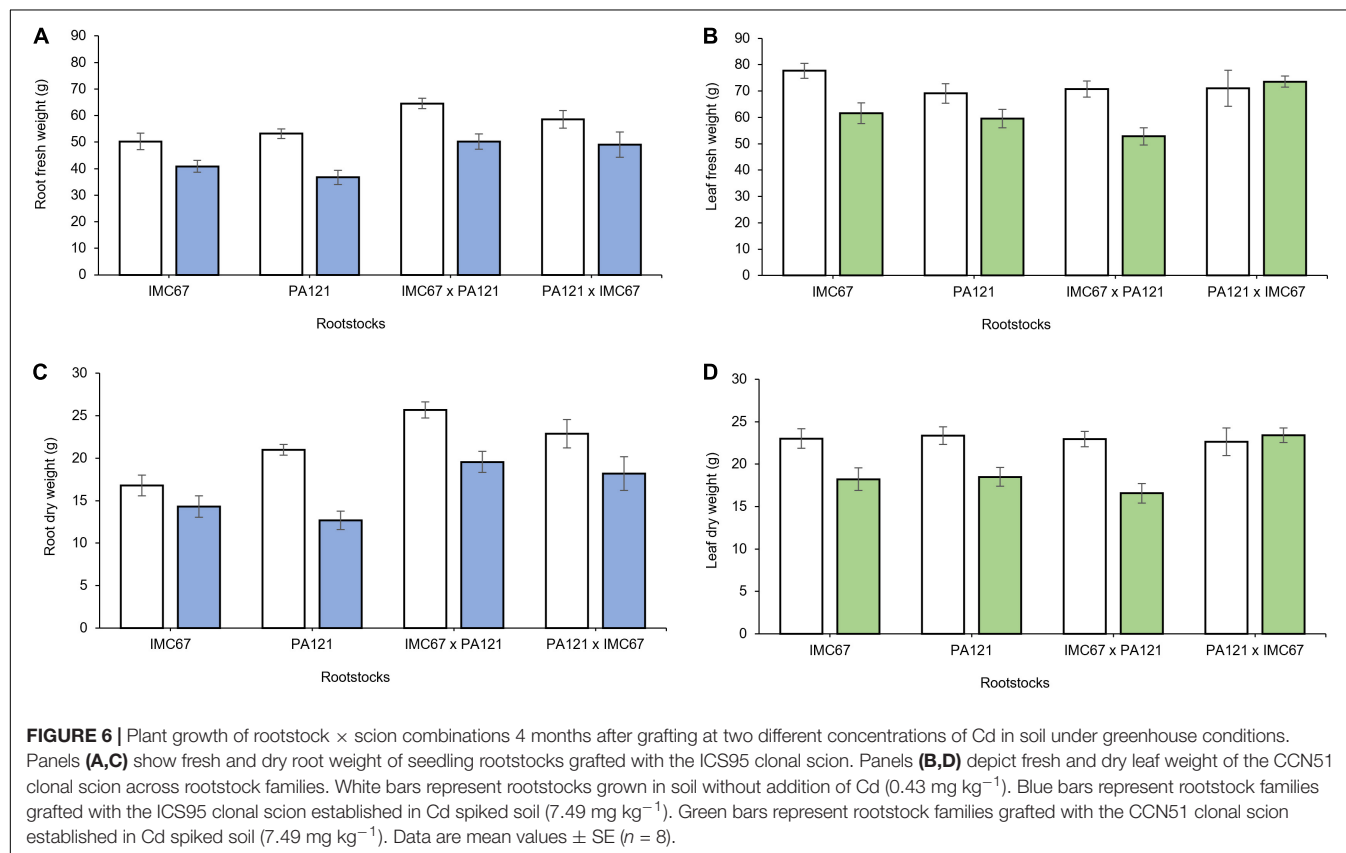 A
Root fresh weight (g)
90
80
70
60
50
40
30
20
10
0
IMC67
PA121
IMC67 x PA121
PA121 x IMC67
Rootstocks
B
Leaf fresh weight (g)
90
80
70
60
50
40
30
20
10
0
IMC67
PA121
IMC67 x PA121
PA121 x IMC67
Rootstocks
C
Root dry weight (g)
30
25
20
15
10
5
0
IMC67
PA121
IMC67 x PA121
PA121 x IMC67
Rootstocks
D
Leaf dry weight (g)
30
25
20
15
10
5
0
IMC67
PA121
IMC67 x PA121
PA121 x IMC67
Rootstocks
FIGURE 6 | Plant growth of rootstock × scion combinations 4 months after grafting at two different concentrations of Cd in soil under greenhouse conditions.
Panels (A,C) show fresh and dry root weight of seedling rootstocks grafted with the ICS95 clonal scion. Panels (B,D) depict fresh and dry leaf weight of the CCN51
clonal scion across rootstock families. White bars represent rootstocks grown in soil without addition of Cd (0.43 mg kg⁻¹). Blue bars represent rootstock families
grafted with the ICS95 clonal scion established in Cd spiked soil (7.49 mg kg⁻¹). Green bars represent rootstock families grafted with the CCN51 clonal scion
established in Cd spiked soil (7.49 mg kg⁻¹). Data are mean values ± SE (n = 8).